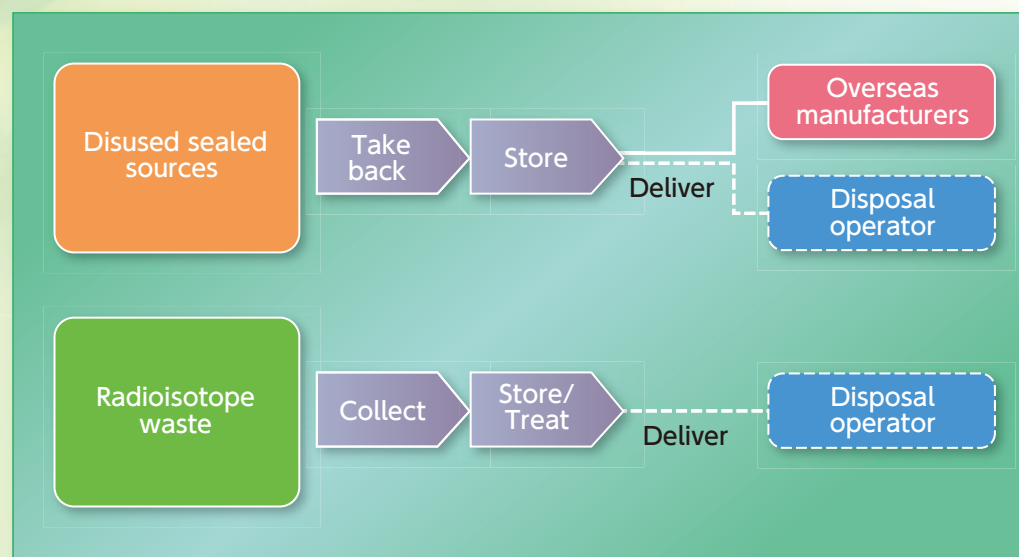 Disused sealed
sources
Take
back
Store
Deliver
Overseas
manufacturers
Disposal
operator
Radioisotope
waste
Collect
Store/
Treat
Deliver
Disposal
operator